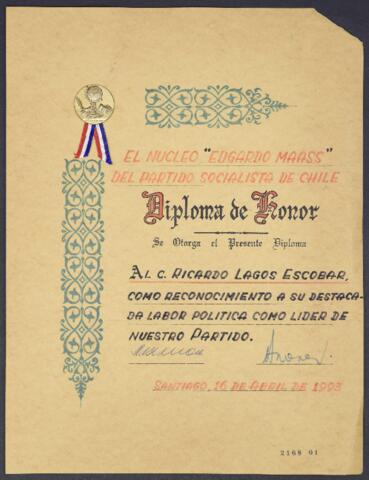 EL NUCLEO "EDGARDO MAASS"
DEL PARTIDO SOCIALISTA DE CHILE
Diploma de Honor
Se Otorga el Presente Diploma
AL C. RICARDO LAGOS ESCOBAR,
COMO RECONOCIMIENTO A SU DESTACA-
DA LABOR POLITICA COMO LIDER DE
NUESTRO PARTIDO.
SANTIAGO, 16 DE ABRIL DE 1993
2168 01